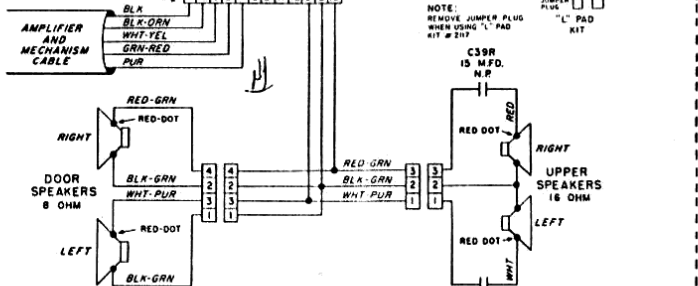 BLK
BLK-ORN
WHT-YEL
GRN-RED
PUR
AMPLIFIER
AND
MECHANISM
CABLE
NOTE:
REMOVE JUMPER PLUG
WHEN USING "L" PAD
KIT # 2117
JUMPER
PLUG
"L" PAD
KIT
C39R
15 M.F.D.
N.P.
RED-GRN
RED-DOT
RIGHT
DOOR
SPEAKERS
8 OHM
BLK-GRN
WHT-PUR
RED-DOT
LEFT
BLK-GRN
4
2
3
1
4
2
3
1
RED-GRN
BLK-GRN
WHT PUR
3
2
1
3
2
1
RED
RED DOT
RIGHT
UPPER
SPEAKERS
16 OHM
LEFT
RED DOT
WHT